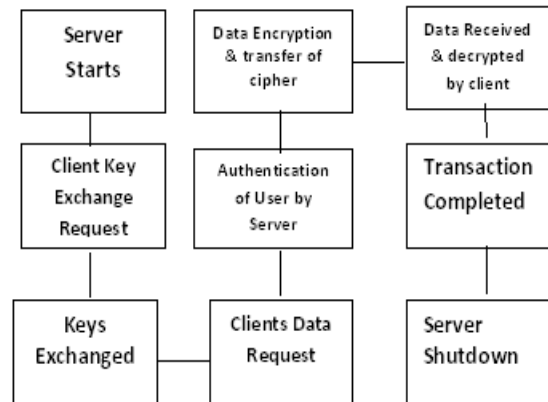 Server
Starts
Client Key
Exchange
Request
Keys
Exchanged
Clients Data
Request
Authentication
of User by
Server
Data Encryption
& transfer of
cipher
Data Received
& decrypted
by client
Transaction
Completed
Server
Shutdown